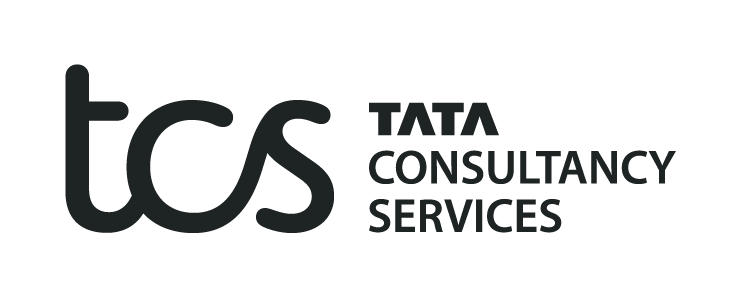 tcs
TATA
CONSULTANCY
SERVICES